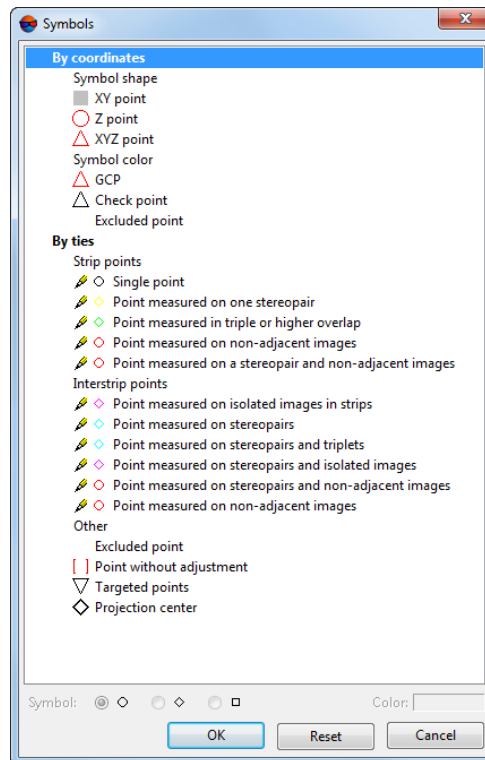 Symbols
By coordinates
Symbol shape
XY point
Z point
XYZ point
Symbol color
GCP
Check point
Excluded point
By ties
Strip points
Single point
Point measured on one stereopair
Point measured in triple or higher overlap
Point measured on non-adjacent images
Point measured on a stereopair and non-adjacent images
Interstrip points
Point measured on isolated images in strips
Point measured on stereopairs
Point measured on stereopairs and triplets
Point measured on stereopairs and isolated images
Point measured on stereopairs and non-adjacent images
Point measured on non-adjacent images
Other
Excluded point
Point without adjustment
Targeted points
Projection center
Symbol: Color:
OK Reset Cancel